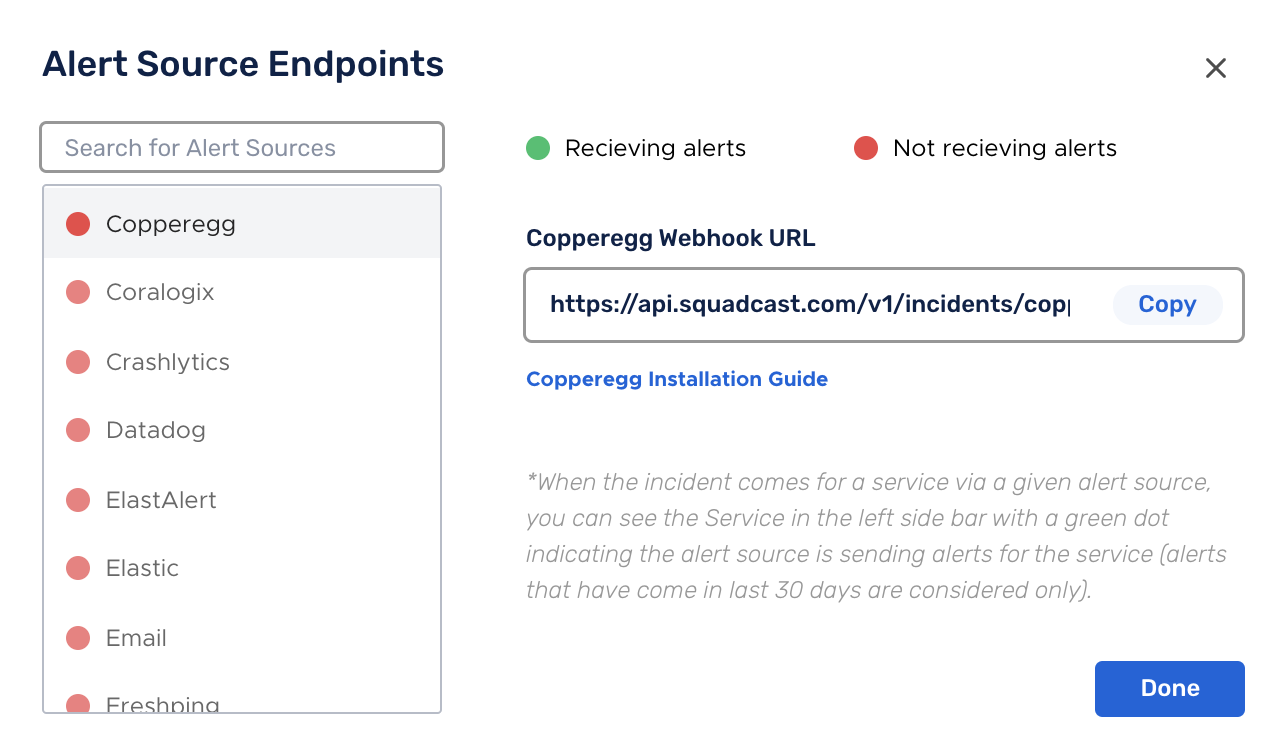 Alert Source Endpoints
Search for Alert Sources
Copperegg
Coralogix
Crashlytics
Datadog
ElastAlert
Elastic
Email
Freshping
Recieving alerts
Not recieving alerts
Copperegg Webhook URL
https://api.squadcast.com/v1/incidents/copp
Copy
Copperegg Installation Guide
*When the incident comes for a service via a given alert source,
you can see the Service in the left side bar with a green dot
indicating the alert source is sending alerts for the service (alerts
that have come in last 30 days are considered only).
Done